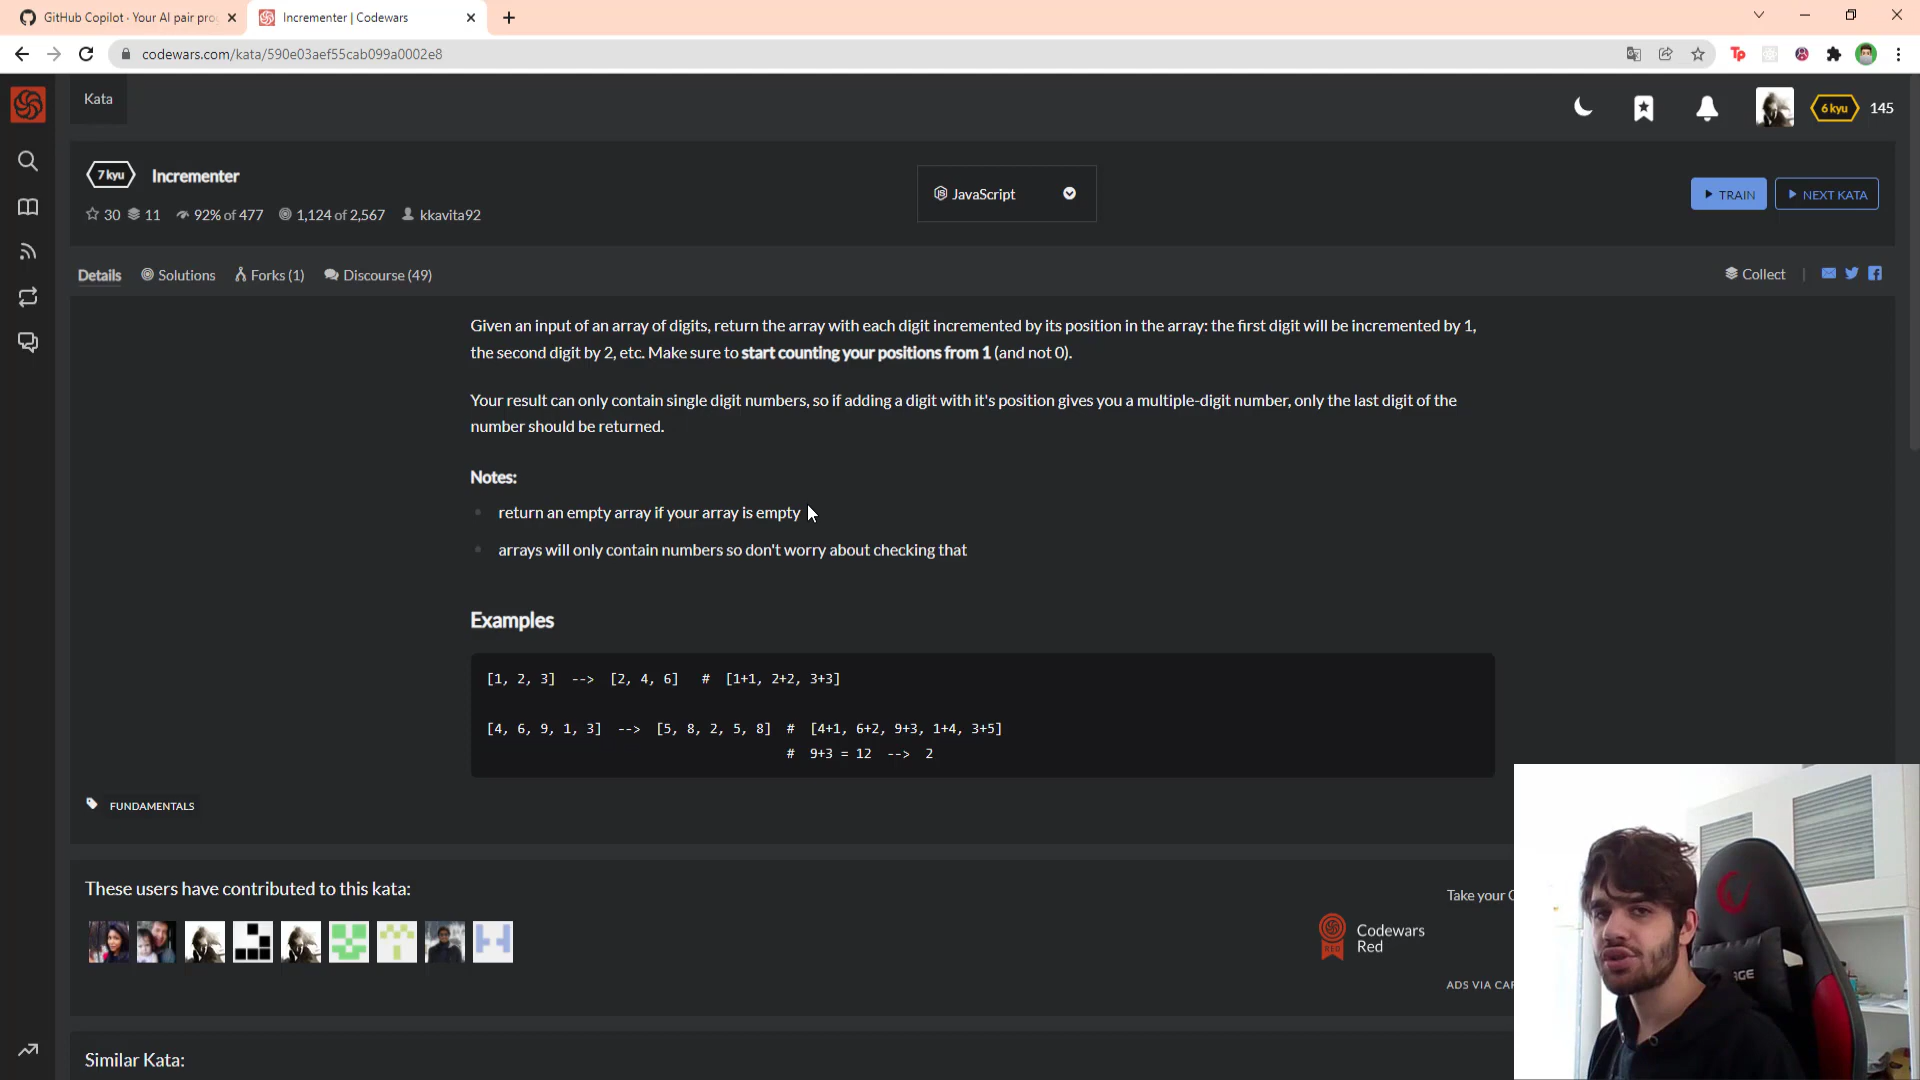 GitHub Copilot · Your AI pair pro
Incrementer | Codewars
codewars.com/kata/590e03aef55cab099a0002e8
Tp
Kata
6 kyu
145
7 kyu
Incrementer
30
11
92% of 477
1,124 of 2,567
kkavita92
JavaScript
TRAIN
NEXT KATA
Details
Solutions
Forks (1)
Discourse (49)
Collect
Given an input of an array of digits, return the array with each digit incremented by its position in the array: the first digit will be incremented by 1,
the second digit by 2, etc. Make sure to start counting your positions from 1 (and not 0).
Your result can only contain single digit numbers, so if adding a digit with it's position gives you a multiple-digit number, only the last digit of the
number should be returned.
Notes:
return an empty array if your array is empty
arrays will only contain numbers so don't worry about checking that
Examples
[1, 2, 3]  -->  [2, 4, 6]   #  [1+1, 2+2, 3+3]
[4, 6, 9, 1, 3]  -->  [5, 8, 2, 5, 8]  #  [4+1, 6+2, 9+3, 1+4, 3+5]
#  9+3 = 12  -->  2
FUNDAMENTALS
These users have contributed to this kata:
Take your C
Codewars
Red
RED
ADS VIA CAR
Similar Kata: